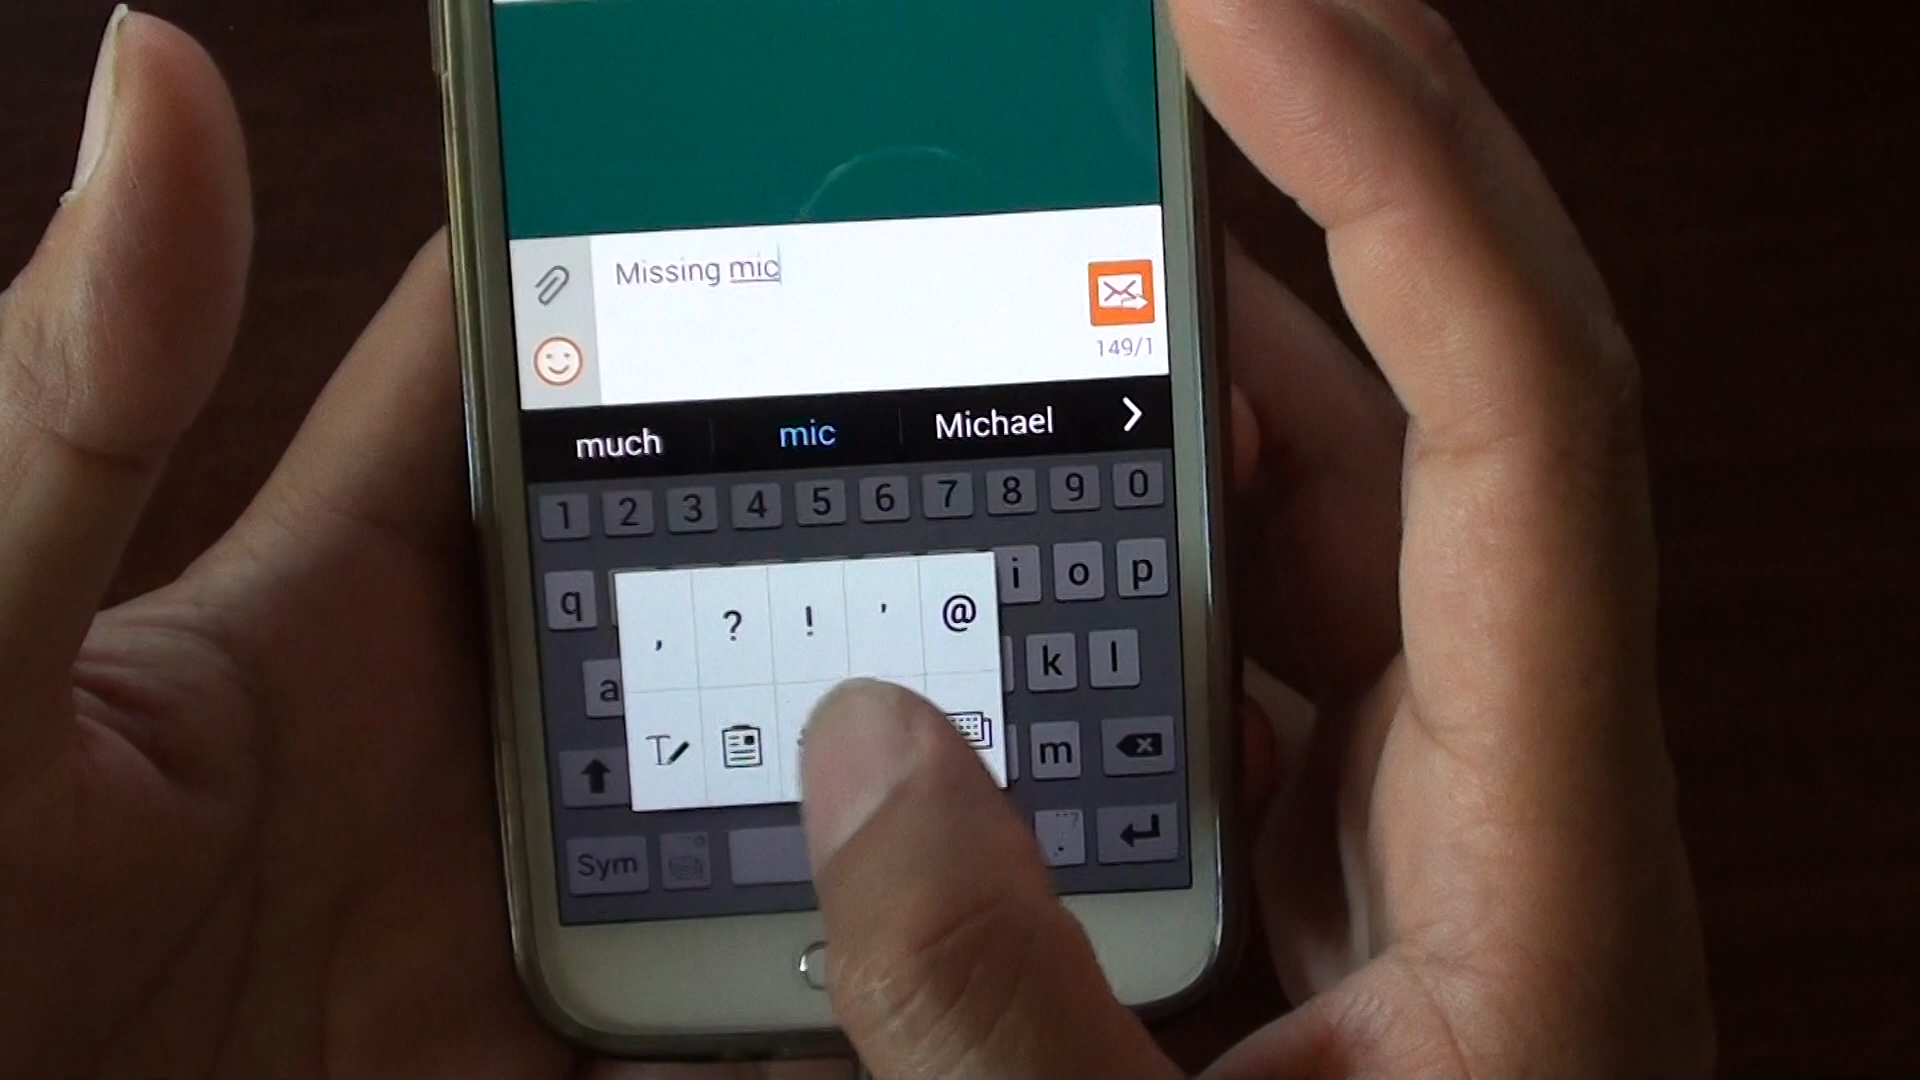 Missing mic
149/1
much mic Michael
1 2 3 4 5 6 7 8 9 0
q i o p
, ? ! ' @
a k l
T
m
Sym . , ?